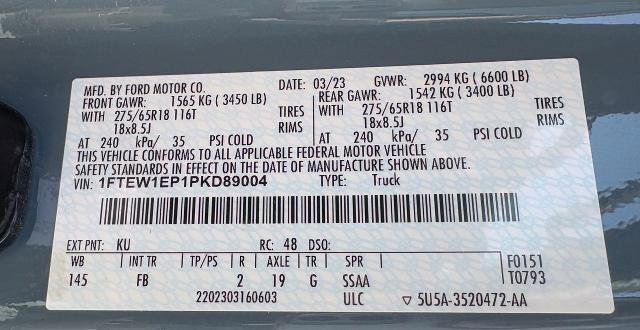 MFD. BY FORD MOTOR CO. DATE: 03/23 GVWR: 2994 KG ( 6600 LB)
FRONT GAWR: 1565 KG ( 3450 LB) REAR GAWR: 1542 KG ( 3400 LB)
WITH 275/65R18 116T TIRES WITH 275/65R18 116T TIRES
18x8.5J RIMS 18x8.5J RIMS
AT 240 kPa/ 35 PSI COLD AT 240 kPa/ 35 PSI COLD
THIS VEHICLE CONFORMS TO ALL APPLICABLE FEDERAL MOTOR VEHICLE
SAFETY STANDARDS IN EFFECT ON THE DATE OF MANUFACTURE SHOWN ABOVE.
VIN: 1FTEW1EP1PKD89004 TYPE: Truck
EXT PNT: KU RC: 48 DSO: F0151
WB INT TR TP/PS R AXLE TR SPR T0793
145 FB 2 19 G SSAA
2202303160603 ULC ▽ 5U5A-3520472-AA